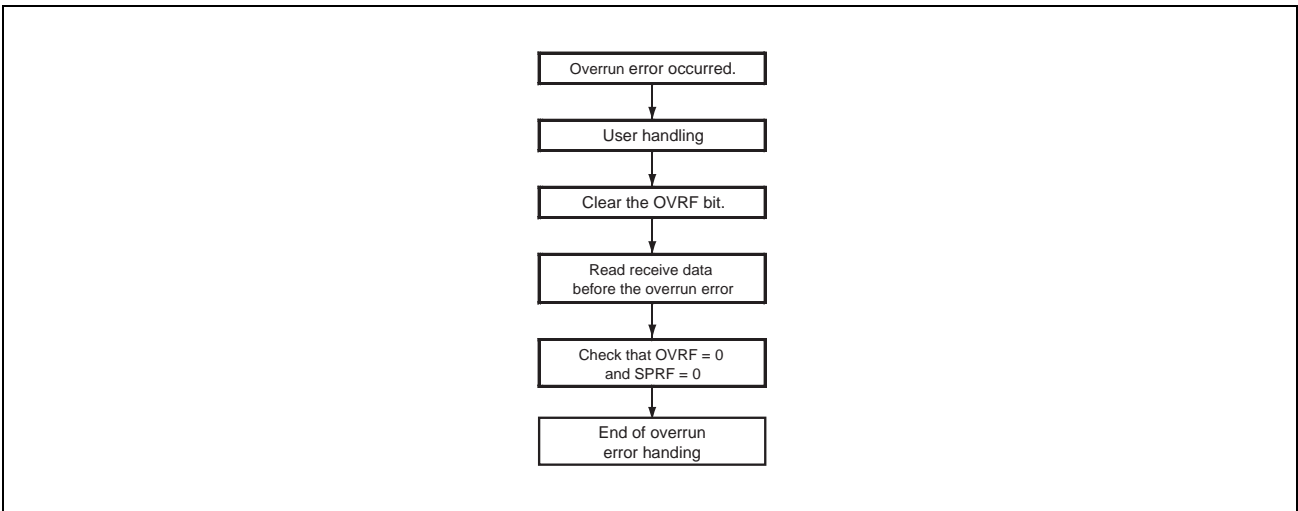 Overrun error occurred.
User handling
Clear the OVRF bit.
Read receive data
before the overrun error
Check that OVRF = 0
and SPRF = 0
End of overrun
error handing